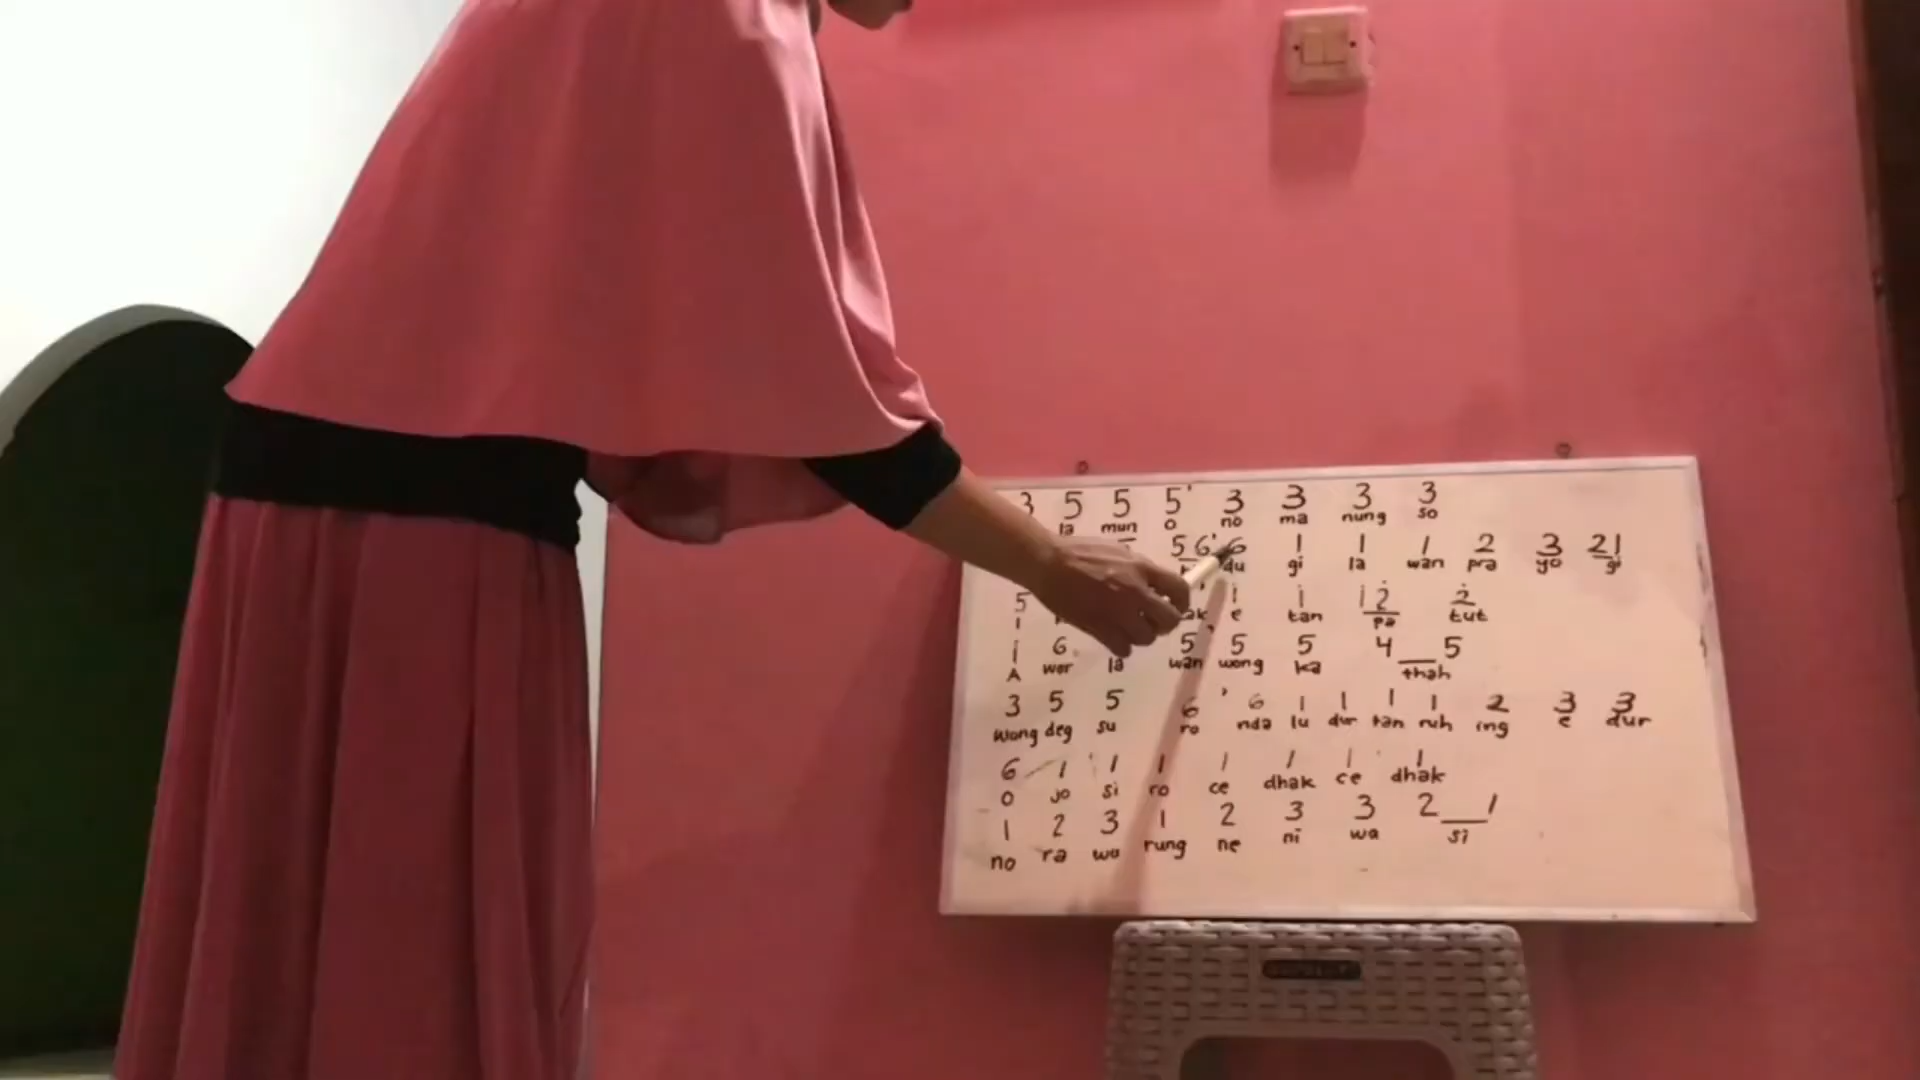 3 5 5 5' 3 3 3 3
la mun o no ma nung so
5 6' 6 1 1 1 2 3 21
du gi la wan pra yo gi
5 i i i 2 2
e tan pa tut
i 6 5' 5 5 4 5
A wor la wan wong ka thah
3 5 5 6 ' 6 1 1 1 1 2 3 3
wong deg su ro nda lu dur tan ruh ing e dur
6 1 1 1 1 1 1 1
o jo si ro ce dhak ce dhak
1 2 3 1 2 3 3 2 1
no ra wu rung ne ni wa si